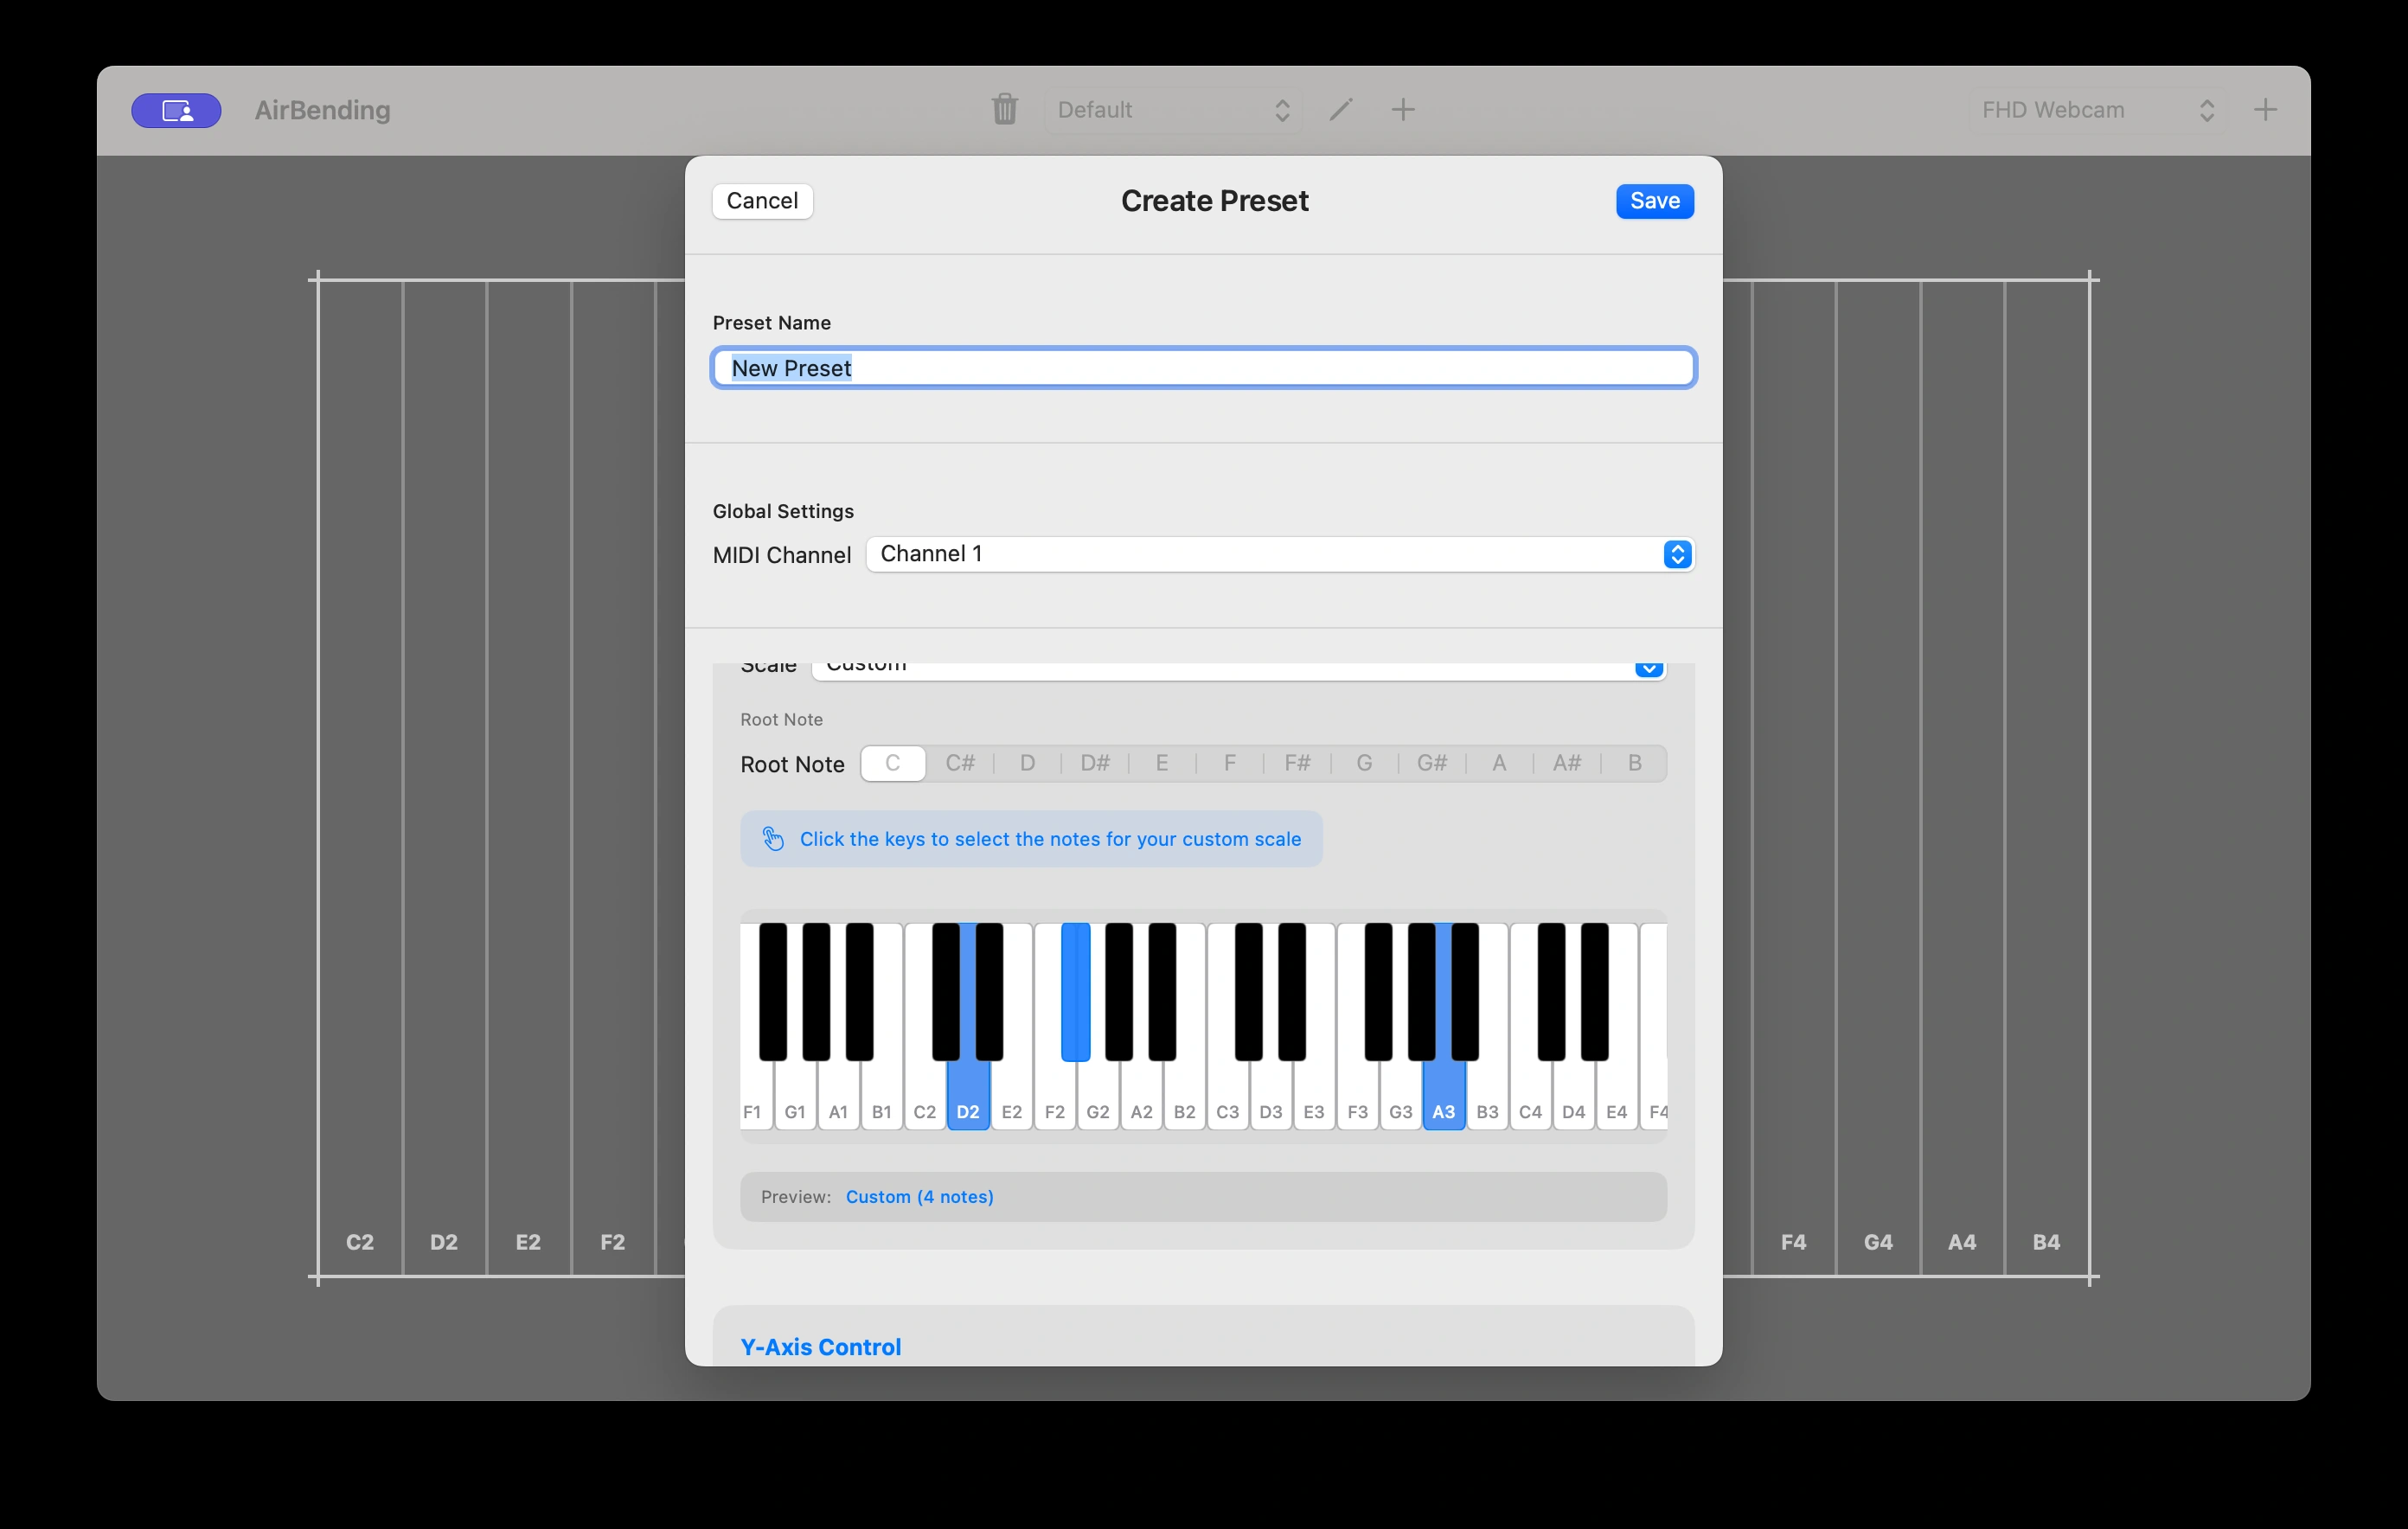 AirBending
Default
FHD Webcam
Cancel
Create Preset
Save
Preset Name
New Preset
Global Settings
MIDI Channel
Channel 1
Scale
Custom
Root Note
Root Note
C C# D D# E F F# G G# A A# B
Click the keys to select the notes for your custom scale
F1 G1 A1 B1 C2 D2 E2 F2 G2 A2 B2 C3 D3 E3 F3 G3 A3 B3 C4 D4 E4 F4
Preview: Custom (4 notes)
C2 D2 E2 F2
F4 G4 A4 B4
Y-Axis Control